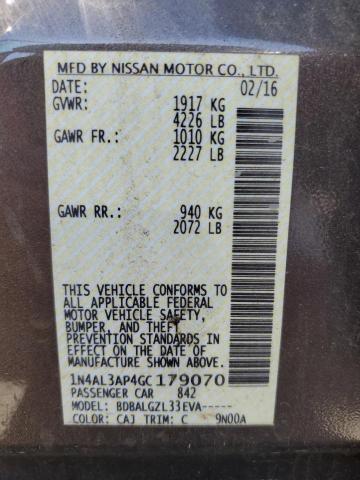 MFD BY NISSAN MOTOR CO., LTD.
DATE: 02/16
GVWR: 1917 KG
4226 LB
GAWR FR: 1010 KG
2227 LB
GAWR RR: 940 KG
2072 LB
THIS VEHICLE CONFORMS TO
ALL APPLICABLE FEDERAL
MOTOR VEHICLE SAFETY,
BUMPER, AND THEFT
PREVENTION STANDARDS
IN EFFECT ON THE DATE OF
MANUFACTURE SHOWN ABOVE.
1N4AL3AP4GC179070
PASSENGER CAR 842
MODEL: BDBALGZL33EVA-----
COLOR: CAJ TRIM: C 9N00A